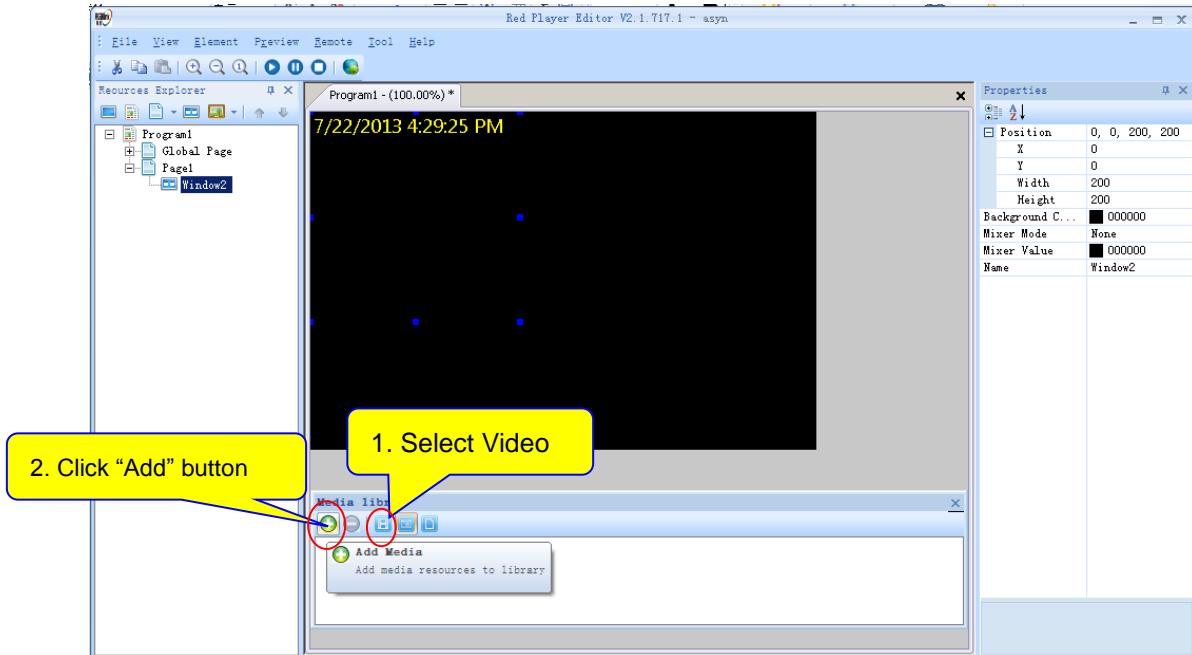 Red Player Editor V2.1.717.1 - asyn
File View Element Preview Remote Tool Help
Reources Explorer
Program1
Global Page
Page1
Window2
Program1 - (100.00%) *
7/22/2013 4:29:25 PM
1. Select Video
2. Click “Add” button
Media libr
Add Media
Add media resources to library
Properties
Position 0, 0, 200, 200
X 0
Y 0
Width 200
Height 200
Background C... 000000
Mixer Mode None
Mixer Value 000000
Name Window2